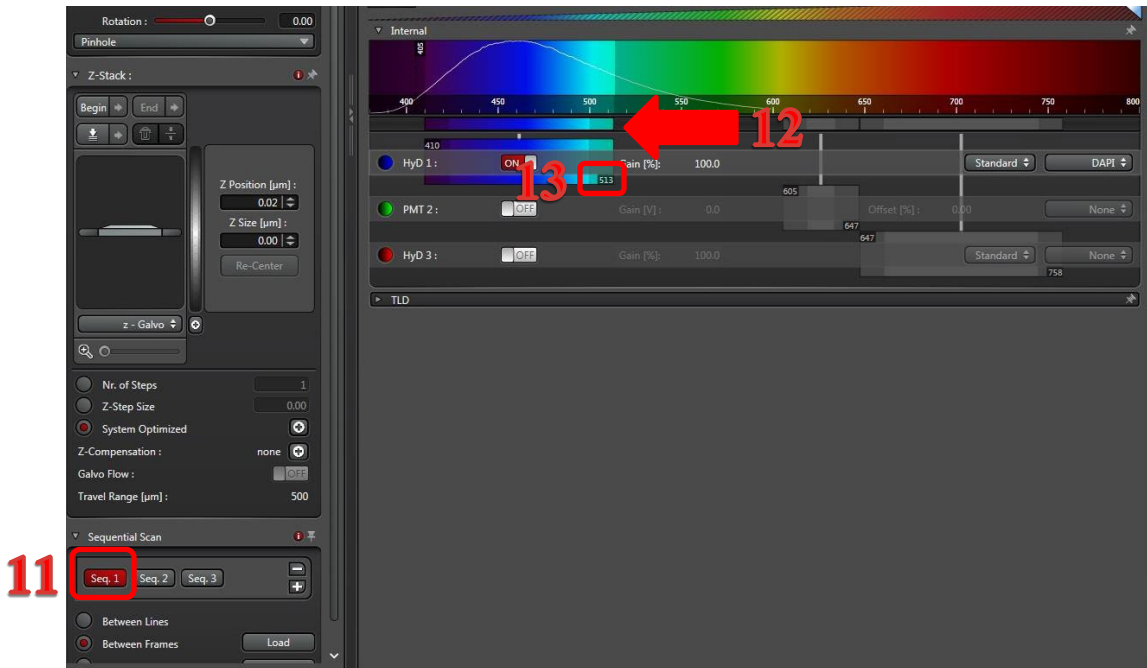 Rotation : 0.00
Pinhole
Z-Stack :
Begin End
Z Position [µm] :
0.02
Z Size [µm] :
0.00
Re-Center
z - Galvo
Nr. of Steps 1
Z-Step Size 0.00
System Optimized
Z-Compensation : none
Galvo Flow : OFF
Travel Range [µm] : 500
Sequential Scan
11
Seq. 1 Seq. 2 Seq. 3
Between Lines
Between Frames Load
Internal
405
400 450 500 550 600 650 700 750 800
12
410
HyD 1 : ON Gain [%]: 100.0 Standard DAPI
13
513
605
PMT 2 : OFF Gain [V] : 0.0 Offset [%] : 0.00 None
647
647
HyD 3 : OFF Gain [%]: 100.0 Standard None
758
TLD